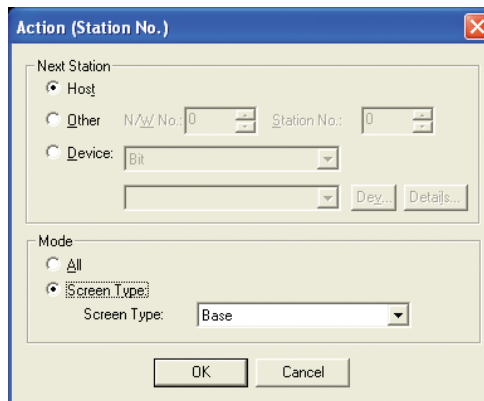 Action (Station No.)
Next Station
Host
Other N/W No.: 0 Station No.: 0
Device: Bit
Dev... Details...
Mode
All
Screen Type:
Screen Type: Base
OK Cancel